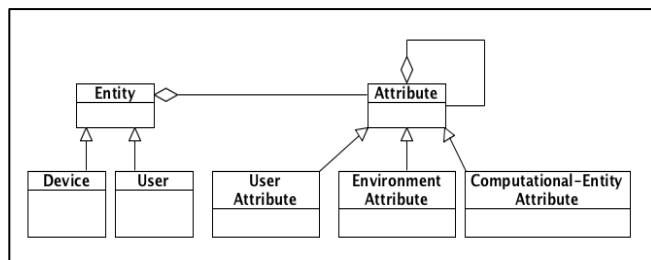 Entity
Attribute
Device
User
User
Attribute
Environment
Attribute
Computational-Entity
Attribute